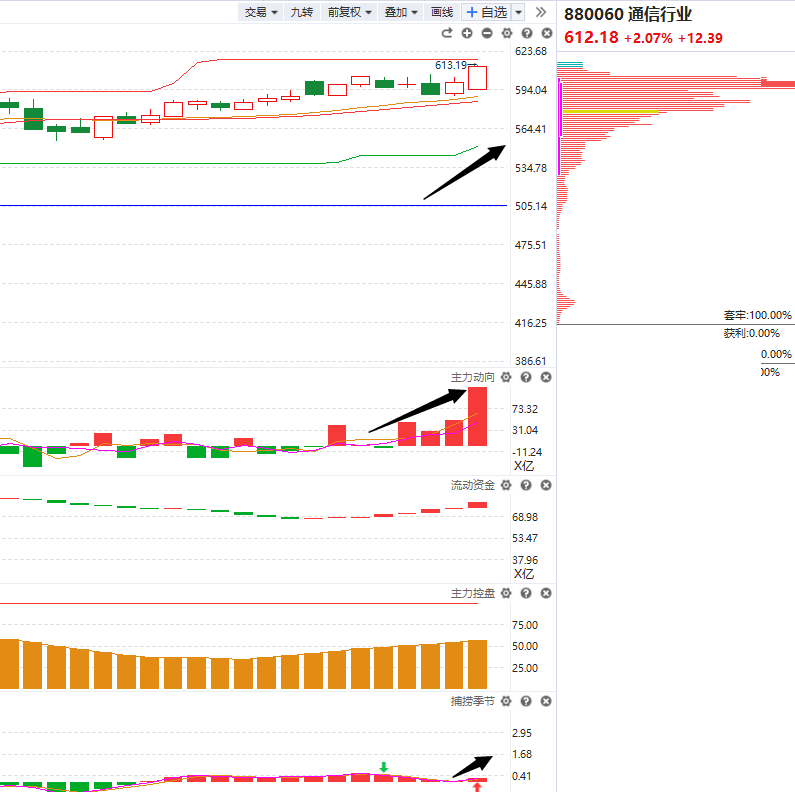 交易 九转 前复权 叠加 画线 +自选
880060 通信行业
612.18 +2.07% +12.39
623.68
613.19
594.04
564.41
534.78
505.14
475.51
445.88
416.25
386.61
套牢:100.00%
获利:0.00%
0.00%
00%
主力动向
73.32
31.04
-11.24
X亿
流动资金
68.98
53.47
37.96
X亿
主力控盘
75.00
50.00
25.00
捕捞季节
2.95
1.68
0.41